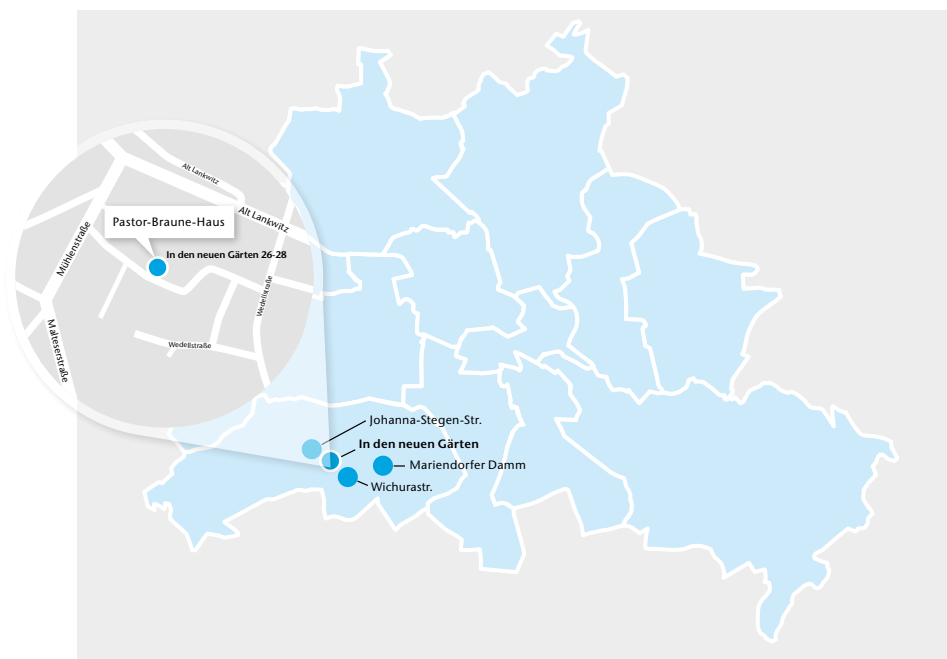 Alt Lankwitz
Alt Lankwitz
Pastor-Braune-Haus
Mühlenstraße
In den neuen Gärten 26-28
Wedellstraße
Wedellstraße
Malteserstraße
Johanna-Stegen-Str.
In den neuen Gärten
Mariendorfer Damm
Wichurastr.